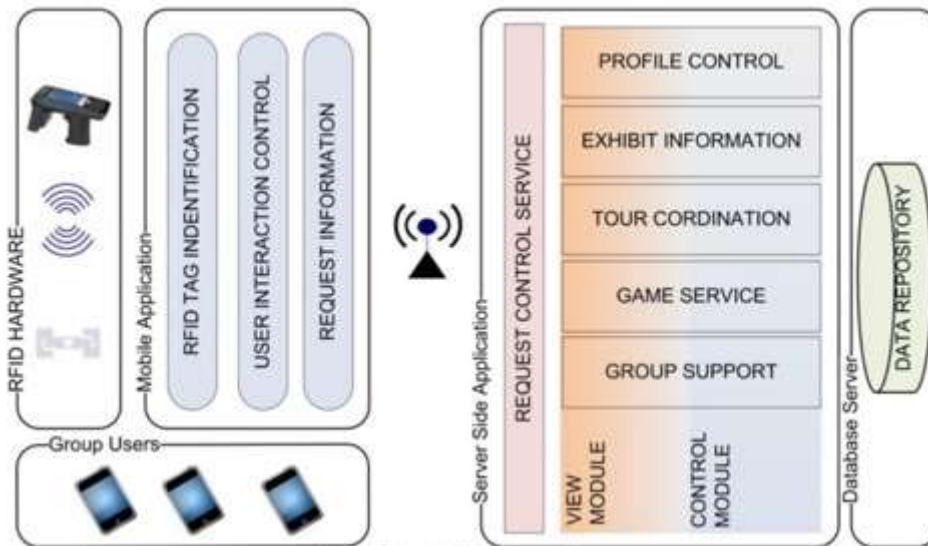 RFID HARDWARE
Mobile Application
RFID TAG INDENTIFICATION
USER INTERACTION CONTROL
REQUEST INFORMATION
Group Users
Server Side Application
REQUEST CONTROL SERVICE
PROFILE CONTROL
EXHIBIT INFORMATION
TOUR CORDINATION
GAME SERVICE
GROUP SUPPORT
VIEW
MODULE
CONTROL
MODULE
Database Server
DATA REPOSITORY